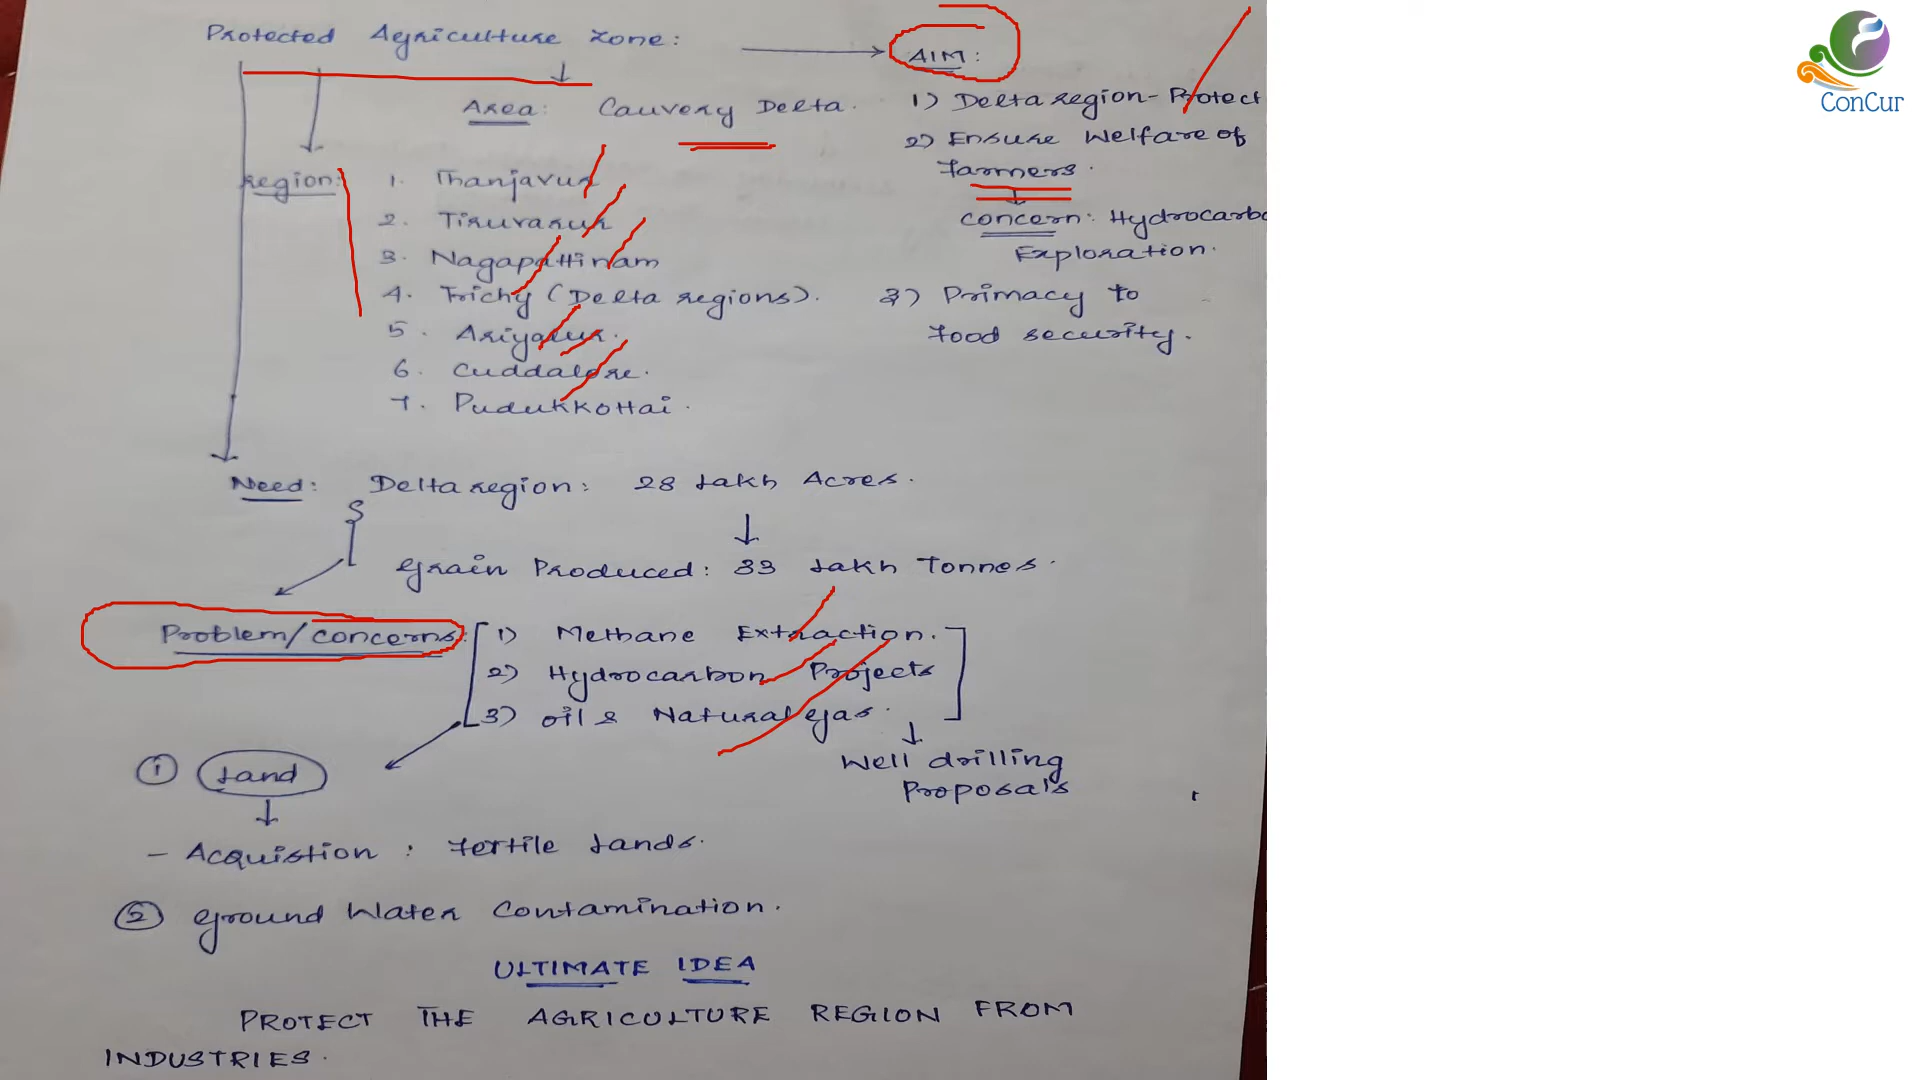 Protected Agriculture Zone:
AIM:
Area: Cauvery Delta.
1) Delta region - Protect
2) Ensure Welfare of
farmers.
concern: Hydrocarbo
Exploration.
3) Primacy to
food security.
region:
1. Thanjavur
2. Tiruvarur
3. Nagapattinam
4. Trichy (Delta regions).
5. Ariyalur.
6. Cuddalore.
7. Pudukkottai.
Need: Delta region: 28 Lakh Acres.
Grain Produced: 33 Lakh Tonnes.
Problem/concerns:
1) Methane Extraction.
2) Hydrocarbon Projects
3) oil & Natural gas.
Well drilling
Proposals
1 Land
- Acquistion: fertile Lands.
2 Ground Water Contamination.
ULTIMATE IDEA
PROTECT THE AGRICULTURE REGION FROM
INDUSTRIES.
ConCur